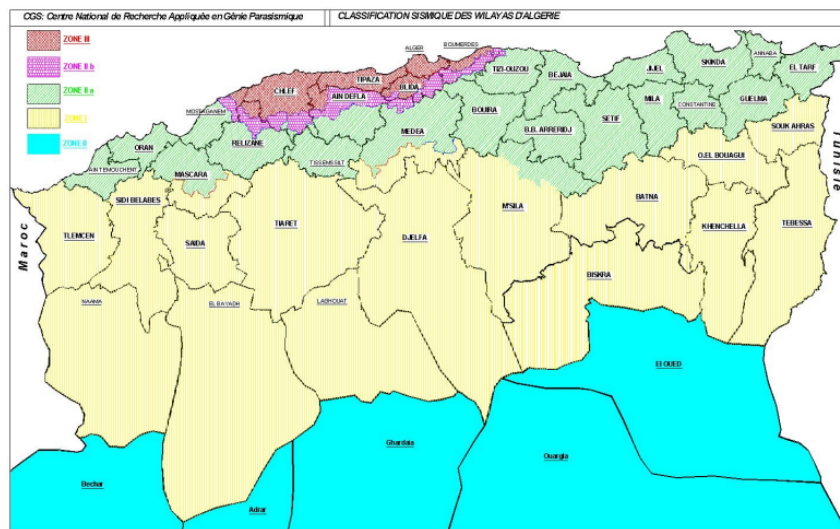 CGS: Centre National de Recherche Appliquée en Génie Parasismique
CLASSIFICATION SISMIQUE DES WILAYAS D'ALGERIE
ZONE III
ZONE II b
ZONE II a
ZONE I
ZONE 0
ALGER
BOUMERDES
TIPAZA
CHLEF
BLIDA
AIN DEFLA
TIZI-OUZOU
BEJAIA
JIJEL
SKIKDA
ANNABA
EL TARF
MOSTAGANEM
RELIZANE
MEDEA
BOUIRA
B.B. ARRERIDJ
SETIF
MILA
CONSTANTINE
GUELMA
SOUK AHRAS
ORAN
AIN TEMOUCHENT
MASCARA
TISSEMSSILT
O.EL BOUAGUI
Maroc
Tunisie
TLEMCEN
SIDI BELABES
SAIDA
TIARET
DJELFA
M'SILA
BATNA
KHENCHELLA
TEBESSA
BISKRA
NAAMA
EL BAYADH
LAGHOUAT
El OUED
Ghardaia
Ouargla
Bechar
Adrar